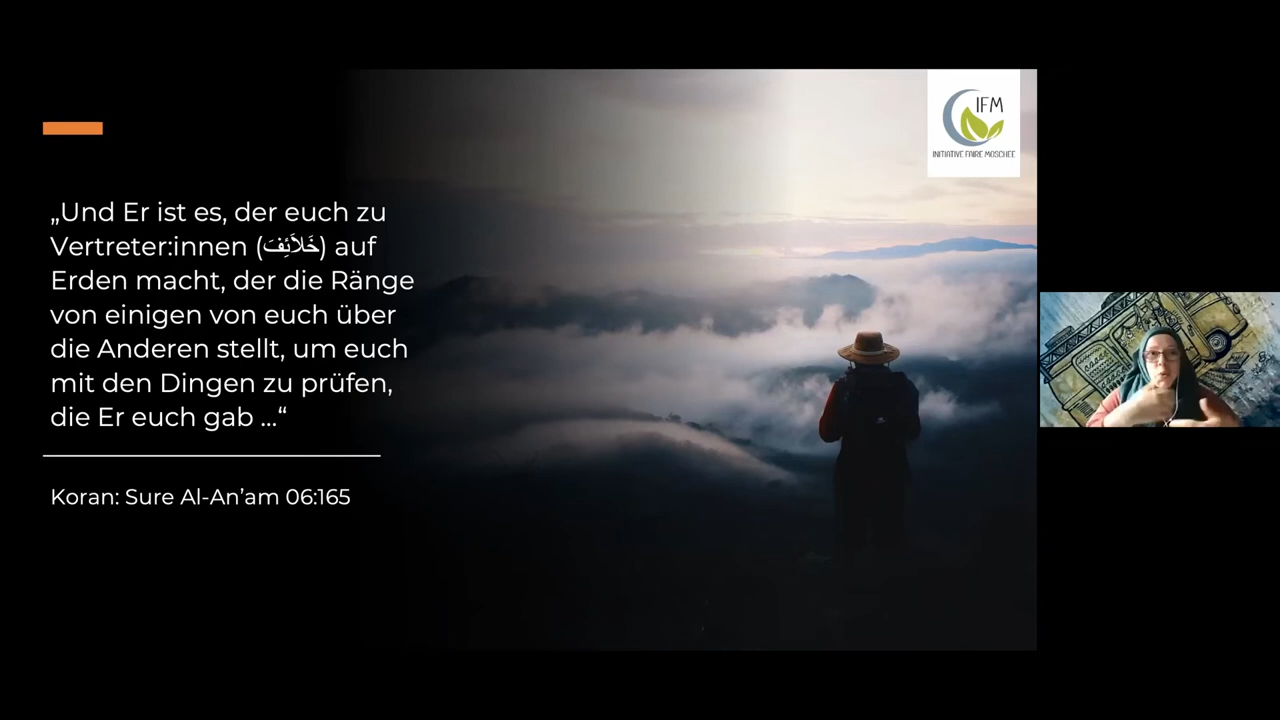 „Und Er ist es, der euch zu
Vertreter:innen (خَلاَئِفَ) auf
Erden macht, der die Ränge
von einigen von euch über
die Anderen stellt, um euch
mit den Dingen zu prüfen,
die Er euch gab ...“
Koran: Sure Al-An’am 06:165
IFM
INITIATIVE FAIRE MOSCHEE